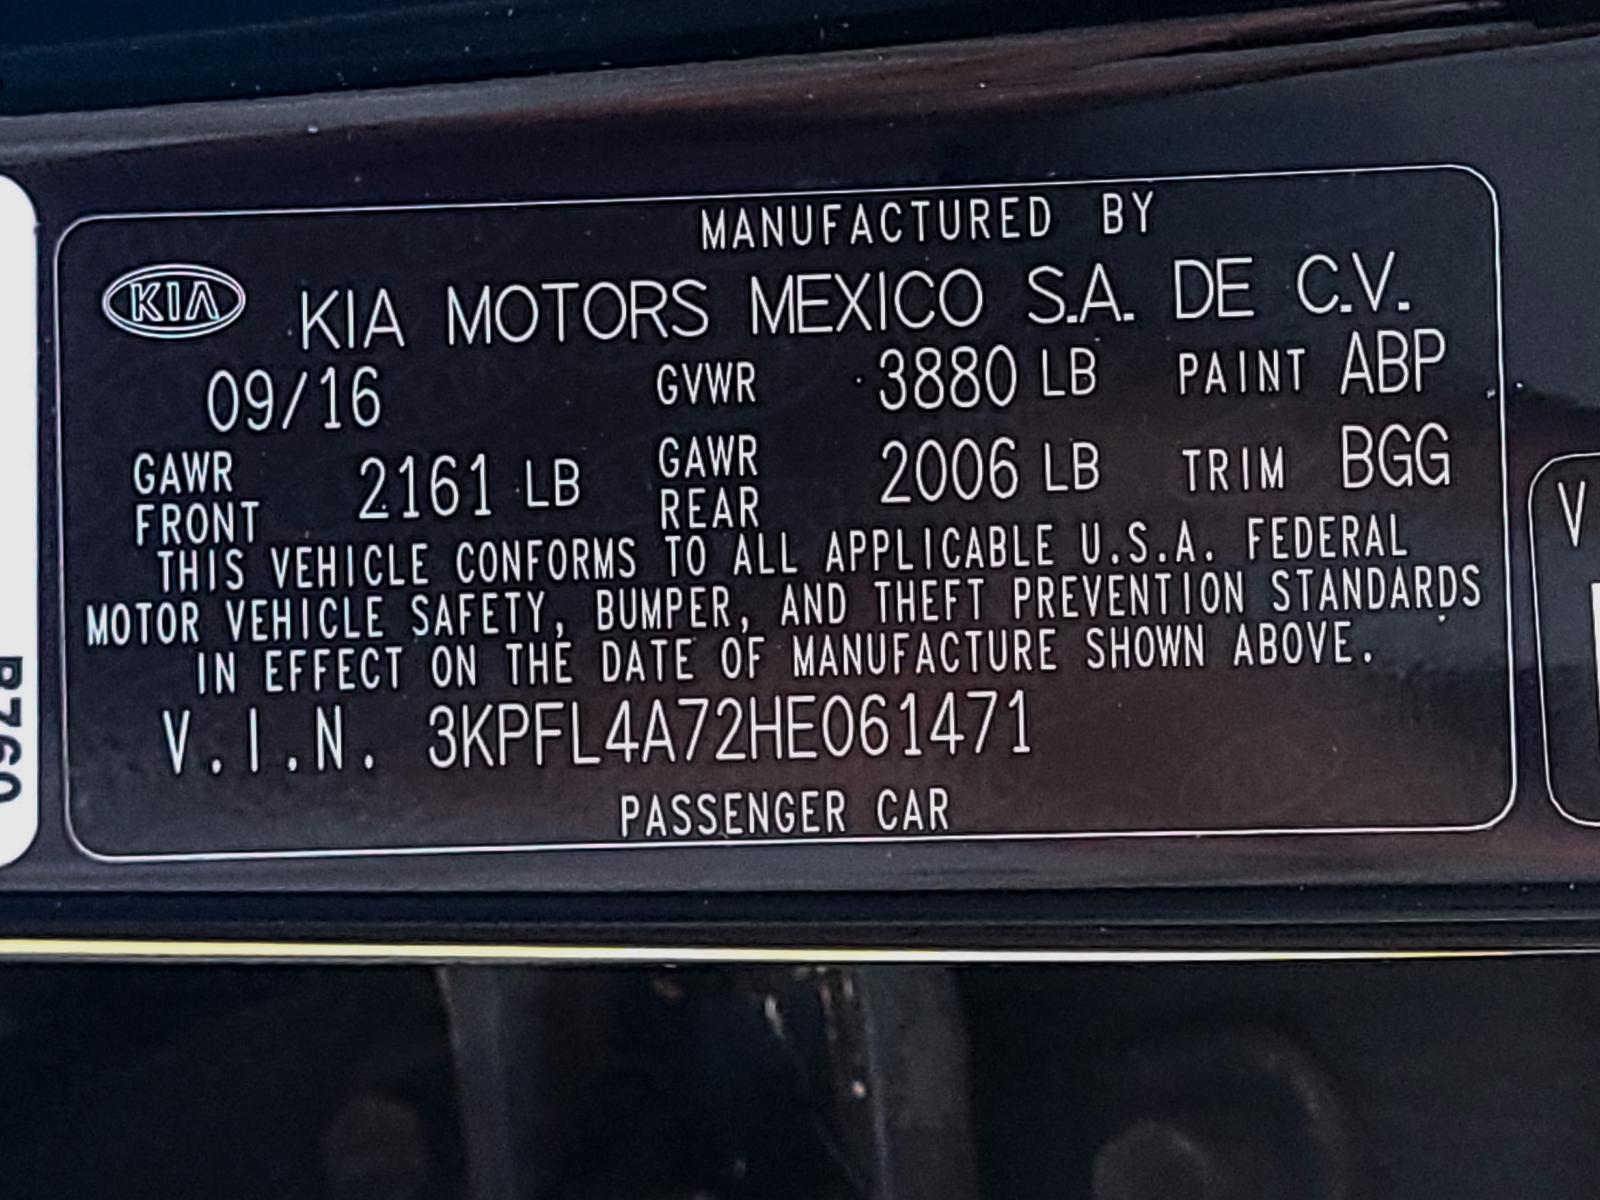 MANUFACTURED BY
KIA KIA MOTORS MEXICO S.A. DE C.V.
09/16 GVWR 3880 LB PAINT ABP
GAWR FRONT 2161 LB GAWR REAR 2006 LB TRIM BGG
THIS VEHICLE CONFORMS TO ALL APPLICABLE U.S.A. FEDERAL
MOTOR VEHICLE SAFETY, BUMPER, AND THEFT PREVENTION STANDARDS
IN EFFECT ON THE DATE OF MANUFACTURE SHOWN ABOVE.
V.I.N. 3KPFL4A72HE061471
PASSENGER CAR
V